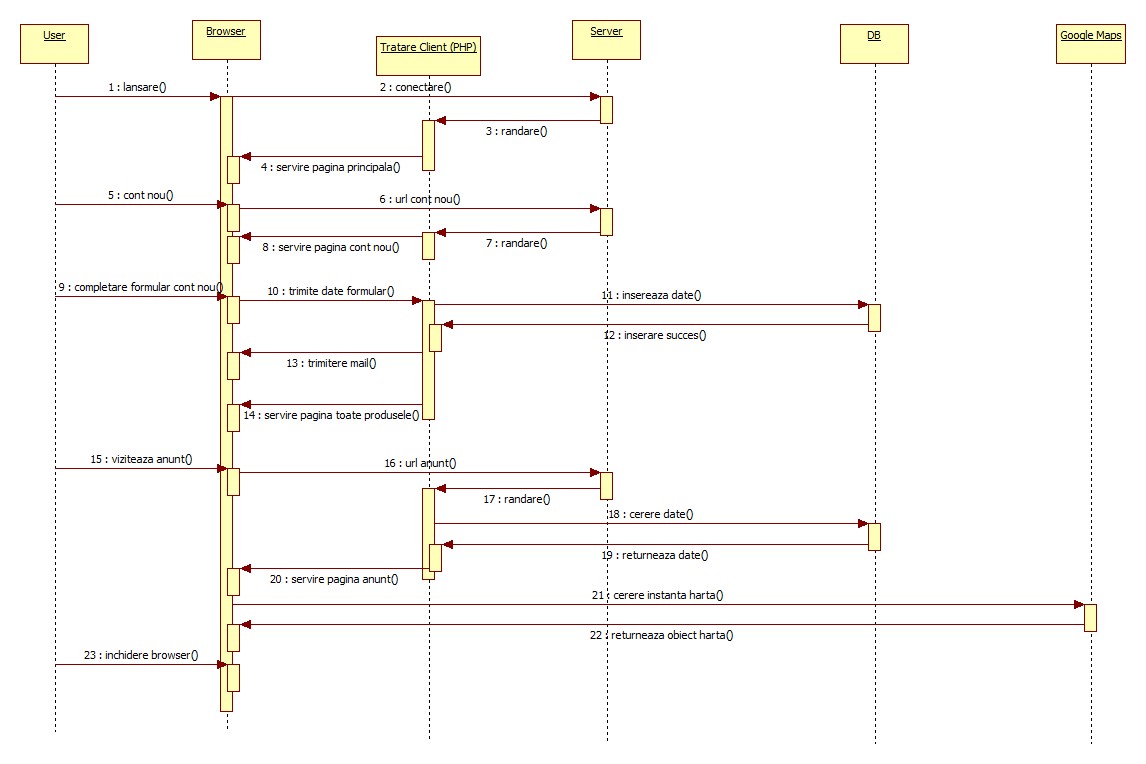 User
Browser
Tratare Client (PHP)
Server
DB
Google Maps
1 : lansare()
2 : conectare()
3 : randare()
4 : servire pagina principala()
5 : cont nou()
6 : url cont nou()
7 : randare()
8 : servire pagina cont nou()
9 : completare formular cont nou()
10 : trimite date formular()
11 : insereaza date()
12 : inserare succes()
13 : trimitere mail()
14 : servire pagina toate produsele()
15 : viziteaza anunt()
16 : url anunt()
17 : randare()
18 : cerere date()
19 : returneaza date()
20 : servire pagina anunt()
21 : cerere instanta harta()
22 : returneaza obiect harta()
23 : inchidere browser()